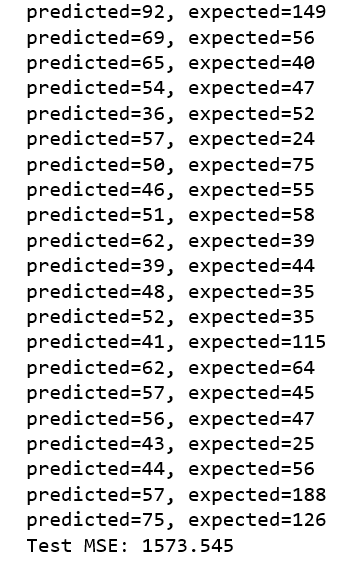 predicted=92, expected=149
predicted=69, expected=56
predicted=65, expected=40
predicted=54, expected=47
predicted=36, expected=52
predicted=57, expected=24
predicted=50, expected=75
predicted=46, expected=55
predicted=51, expected=58
predicted=62, expected=39
predicted=39, expected=44
predicted=48, expected=35
predicted=52, expected=35
predicted=41, expected=115
predicted=62, expected=64
predicted=57, expected=45
predicted=56, expected=47
predicted=43, expected=25
predicted=44, expected=56
predicted=57, expected=188
predicted=75, expected=126
Test MSE: 1573.545